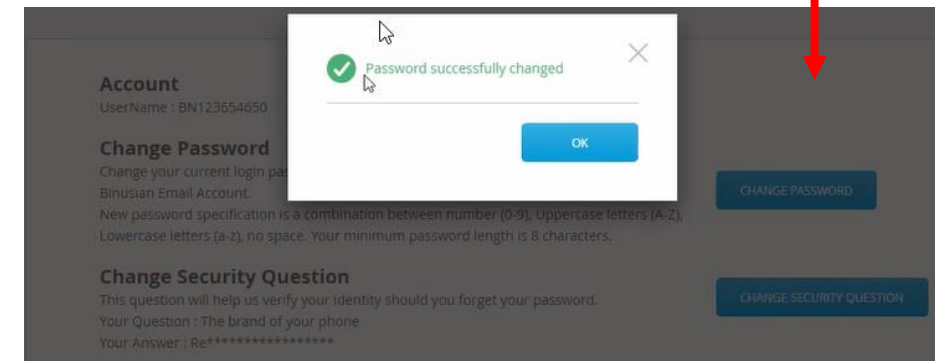 Password successfully changed
OK
Account
UserName : BN123654650
Change Password
Change your current login pas
Binusian Email Account.
New password specification is a combination between number (0-9), Uppercase letters (A-Z),
Lowercase letters (a-z), no space. Your minimum password length is 8 characters.
CHANGE PASSWORD
Change Security Question
This question will help us verify your identity should you forget your password.
Your Question : The brand of your phone
Your Answer : Re******************
CHANGE SECURITY QUESTION